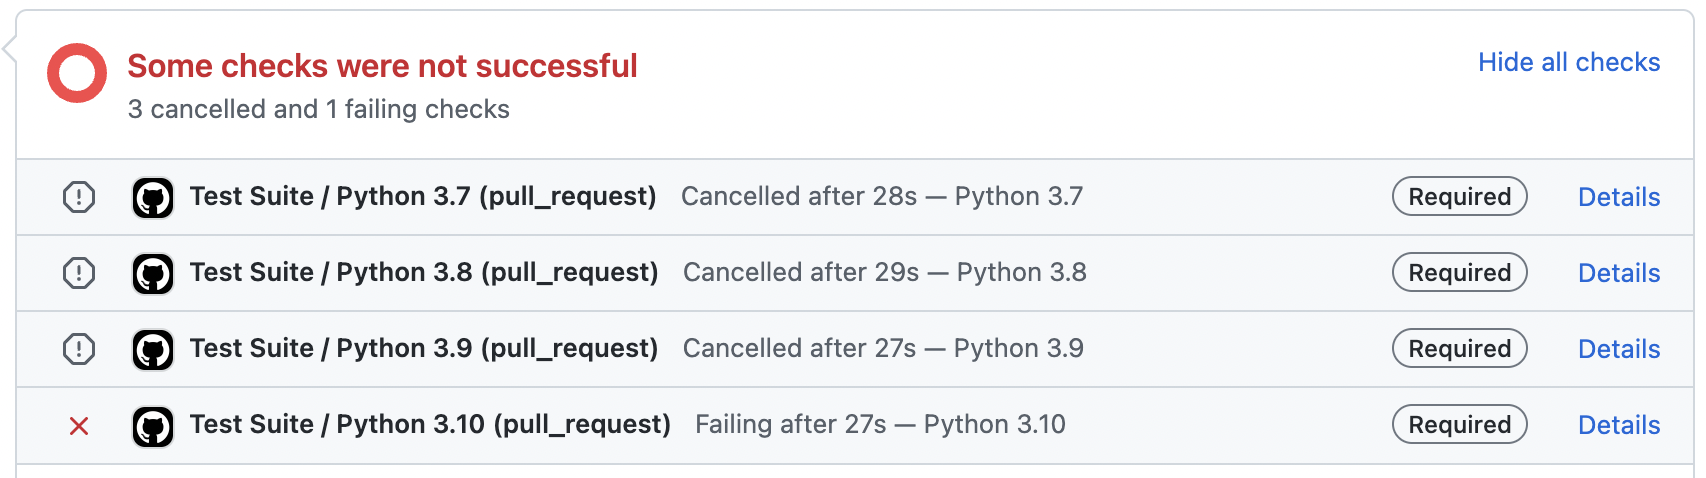 Some checks were not successful
Hide all checks
3 cancelled and 1 failing checks
Test Suite / Python 3.7 (pull_request) Cancelled after 28s — Python 3.7 Required Details
Test Suite / Python 3.8 (pull_request) Cancelled after 29s — Python 3.8 Required Details
Test Suite / Python 3.9 (pull_request) Cancelled after 27s — Python 3.9 Required Details
Test Suite / Python 3.10 (pull_request) Failing after 27s — Python 3.10 Required Details